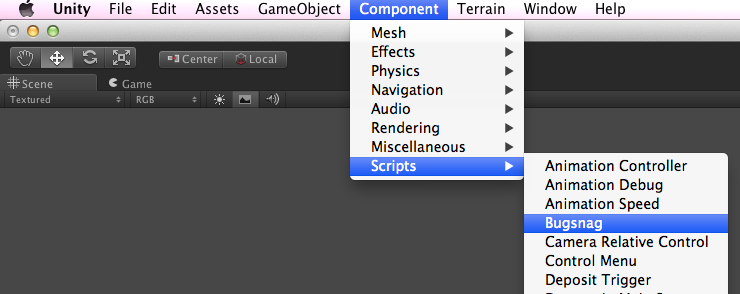 Unity File Edit Assets GameObject Component Terrain Window Help
Center Local
Scene Game
Textured RGB
Mesh
Effects
Physics
Navigation
Audio
Rendering
Miscellaneous
Scripts
Animation Controller
Animation Debug
Animation Speed
Bugsnag
Camera Relative Control
Control Menu
Deposit Trigger